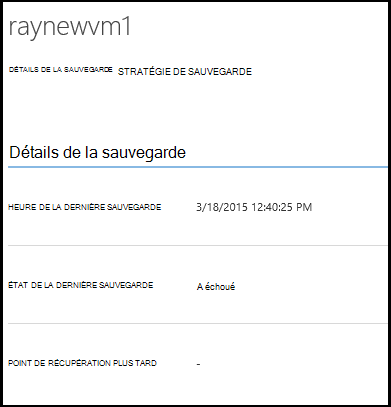 raynewvm1
DÉTAILS DE LA SAUVEGARDE STRATÉGIE DE SAUVEGARDE
Détails de la sauvegarde
HEURE DE LA DERNIÈRE SAUVEGARDE 3/18/2015 12:40:25 PM
ÉTAT DE LA DERNIÈRE SAUVEGARDE A échoué
POINT DE RÉCUPÉRATION PLUS TARD -